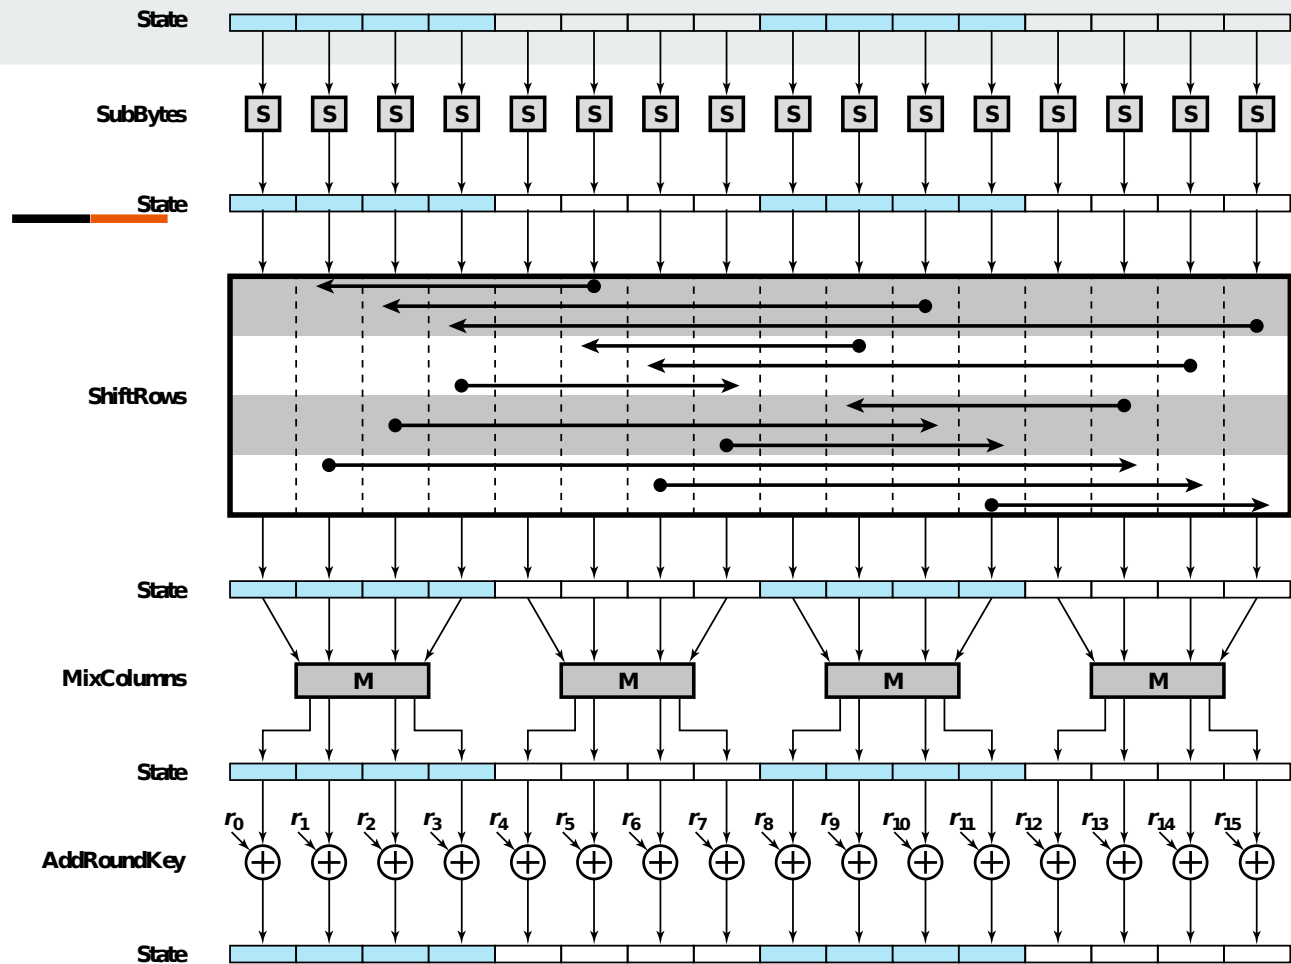 State
SubBytes S S S S S S S S S S S S S S S S
State
ShiftRows
State
MixColumns M M M M
State
r0 r1 r2 r3 r4 r5 r6 r7 r8 r9 r10 r11 r12 r13 r14 r15
AddRoundKey
State